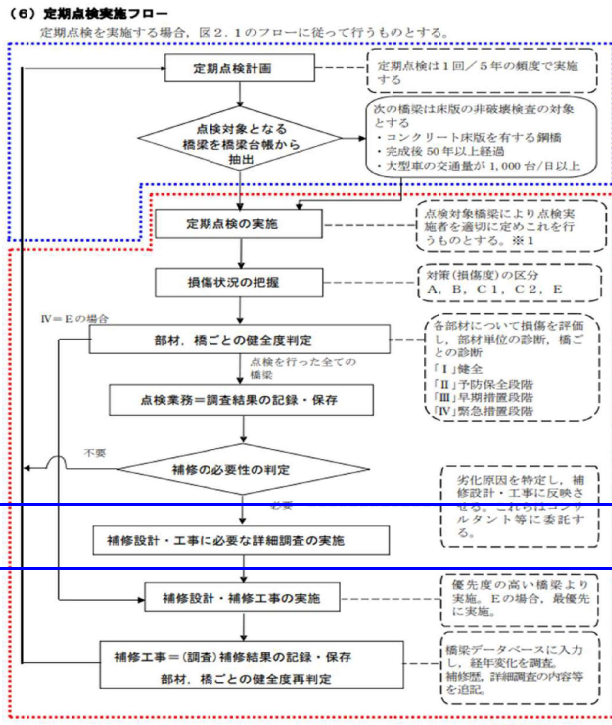 （6）定期点検実施フロー
定期点検を実施する場合，図２．１のフローに従って行うものとする。
定期点検計画
定期点検は１回／５年の頻度で実施
する
点検対象となる
橋梁を橋梁台帳から
抽出
次の橋梁は床版の非破壊検査の対象
とする
・コンクリート床版を有する鋼橋
・完成後 50 年以上経過
・大型車の交通量が 1,000 台/日以上
定期点検の実施
点検対象橋梁により点検実
施者を適切に定めこれを行
うものとする。※１
損傷状況の把握
対策(損傷度)の区分
Ａ，Ｂ，Ｃ１，Ｃ２，Ｅ
Ⅳ＝Ｅの場合
部材，橋ごとの健全度判定
各部材について損傷を評価
し，部材単位の診断，橋ご
との診断
「Ⅰ」健全
「Ⅱ」予防保全段階
「Ⅲ」早期措置段階
「Ⅳ」緊急措置段階
点検を行った全ての
橋梁
点検業務＝調査結果の記録・保存
不要
補修の必要性の判定
必要
劣化原因を特定し，補
修設計・工事に反映さ
せる。これらはコンサ
ルタント等に委託す
る。
補修設計・工事に必要な詳細調査の実施
補修設計・補修工事の実施
優先度の高い橋梁より
実施。Ｅの場合，最優先
に実施。
補修工事＝(調査)補修結果の記録・保存
部材，橋ごとの健全度再判定
橋梁データベースに入力
し，経年変化を調査。
補修歴，詳細調査の内容等
を追記。